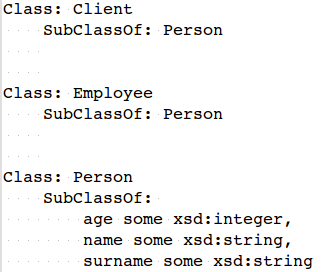 Class: Client
SubClassOf: Person
Class: Employee
SubClassOf: Person
Class: Person
SubClassOf:
age some xsd:integer,
name some xsd:string,
surname some xsd:string